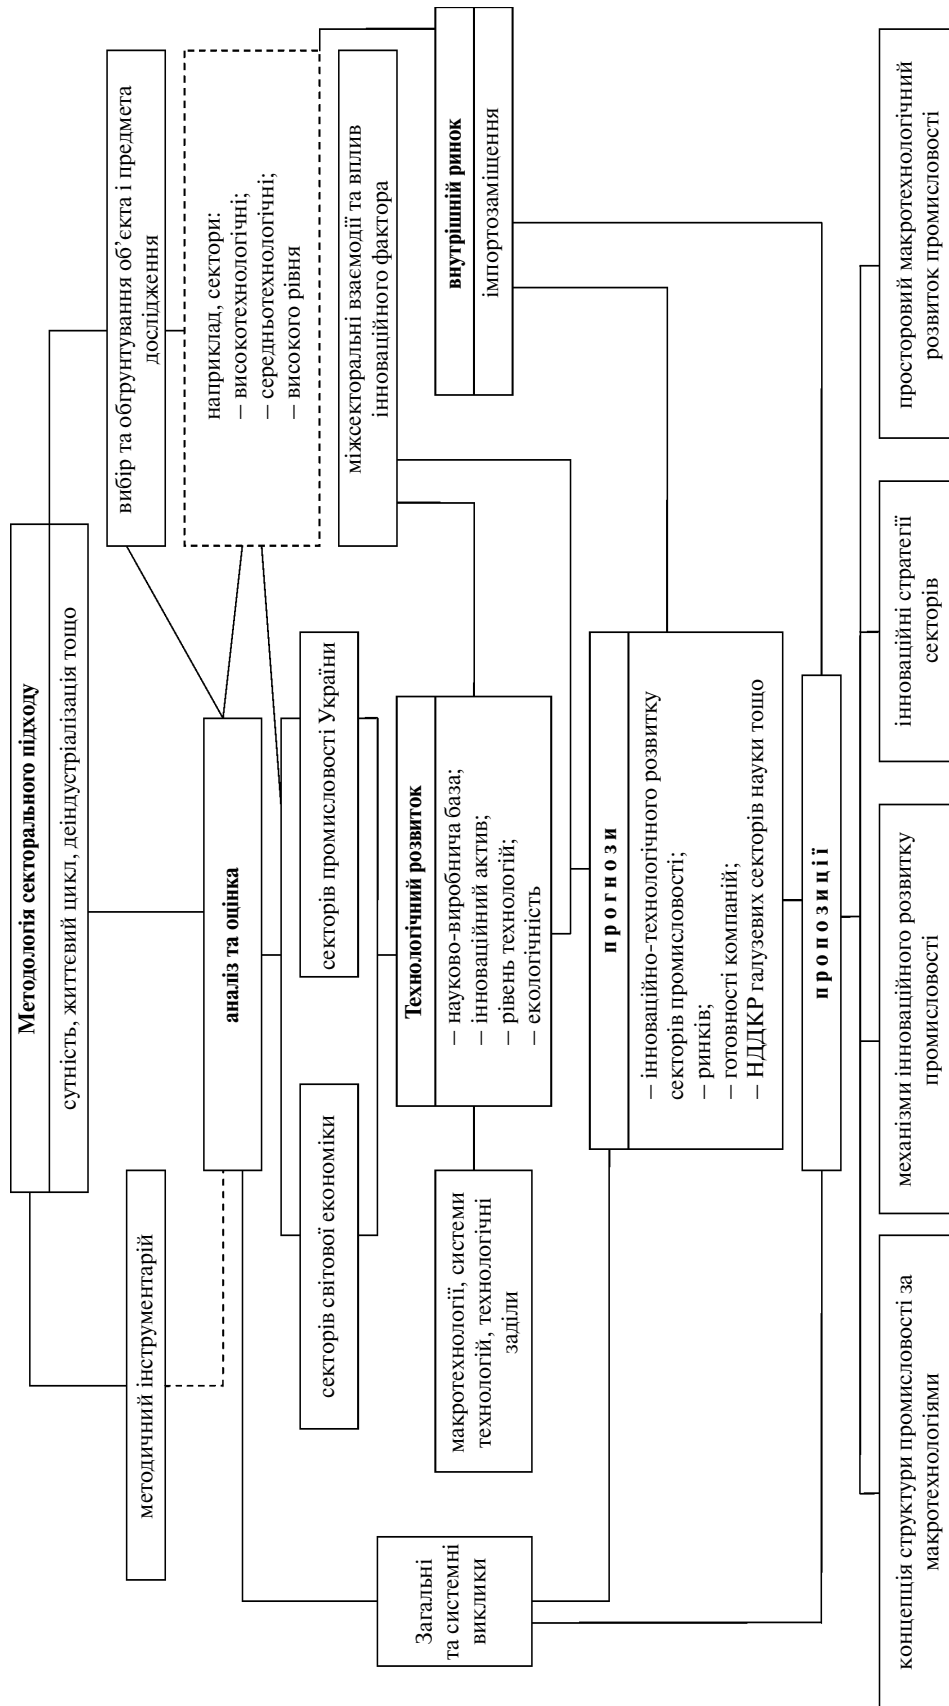 Методологія секторального підходу
сутність, життєвий цикл, деіндустріалізація тощо
методичний інструментарій
вибір та обґрунтування об’єкта і предмета
дослідження
аналіз та оцінка
наприклад, сектори:
– високотехнологічні;
– середньотехнологічні;
– високого рівня
секторів світової економіки
секторів промисловості України
міжсекторальні взаємодії та вплив
інноваційного фактора
Загальні
та системні
виклики
макротехнології, системи
технологій, технологічні
заділи
Технологічний розвиток
– науково-виробнича база;
– інноваційний актив;
– рівень технологій;
– екологічність
внутрішній ринок
імпортозаміщення
прогнози
– інноваційно-технологічного розвитку
секторів промисловості;
– ринків;
– готовності компаній;
– НДДКР галузевих секторів науки тощо
пропозиції
концепція структури промисловості за
макротехнологіями
механізми інноваційного розвитку
промисловості
інноваційні стратегії
секторів
просторовий макротехнологічний
розвиток промисловості